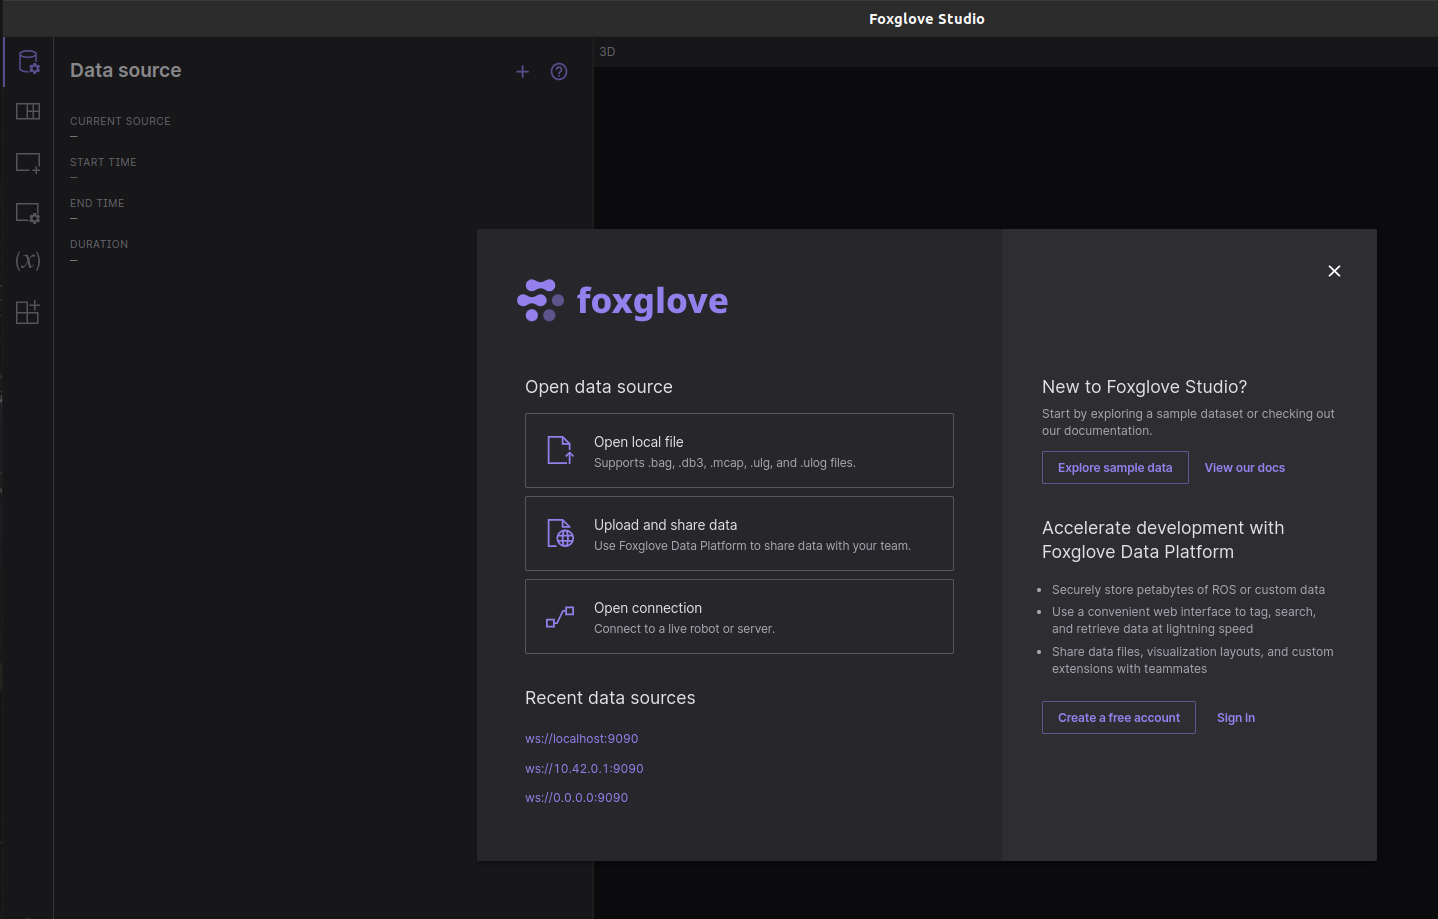 Foxglove Studio
Data source
3D
CURRENT SOURCE
–
START TIME
–
END TIME
–
DURATION
–
(x)
foxglove
Open data source
Open local file
Supports .bag, .db3, .mcap, .ulg, and .ulog files.
Upload and share data
Use Foxglove Data Platform to share data with your team.
Open connection
Connect to a live robot or server.
Recent data sources
ws://localhost:9090
ws://10.42.0.1:9090
ws://0.0.0.0:9090
New to Foxglove Studio?
Start by exploring a sample dataset or checking out
our documentation.
Explore sample data
View our docs
Accelerate development with
Foxglove Data Platform
• Securely store petabytes of ROS or custom data
• Use a convenient web interface to tag, search,
and retrieve data at lightning speed
• Share data files, visualization layouts, and custom
extensions with teammates
Create a free account
Sign in